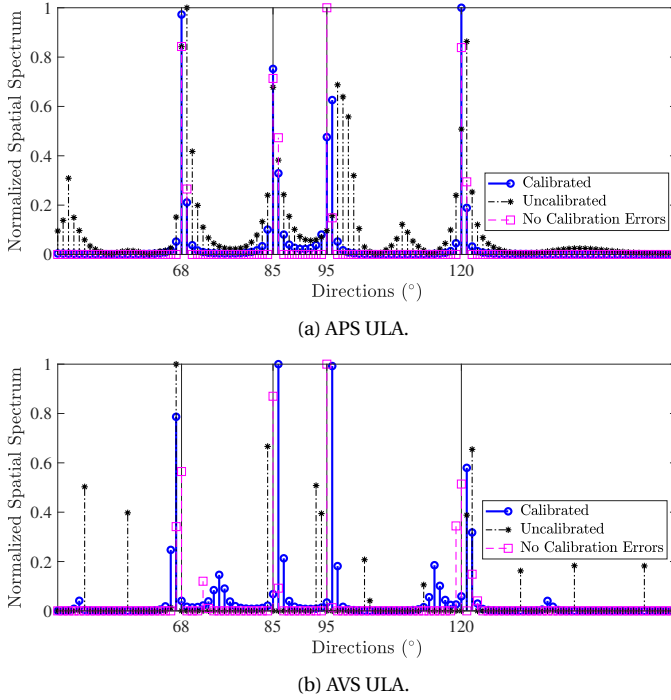 Normalized Spatial Spectrum
1
0.8
0.6
0.4
0.2
0
Calibrated
Uncalibrated
No Calibration Errors
68 85 95 120
Directions (°)
(a) APS ULA.
Normalized Spatial Spectrum
1
0.8
0.6
0.4
0.2
0
Calibrated
Uncalibrated
No Calibration Errors
68 85 95 120
Directions (°)
(b) AVS ULA.